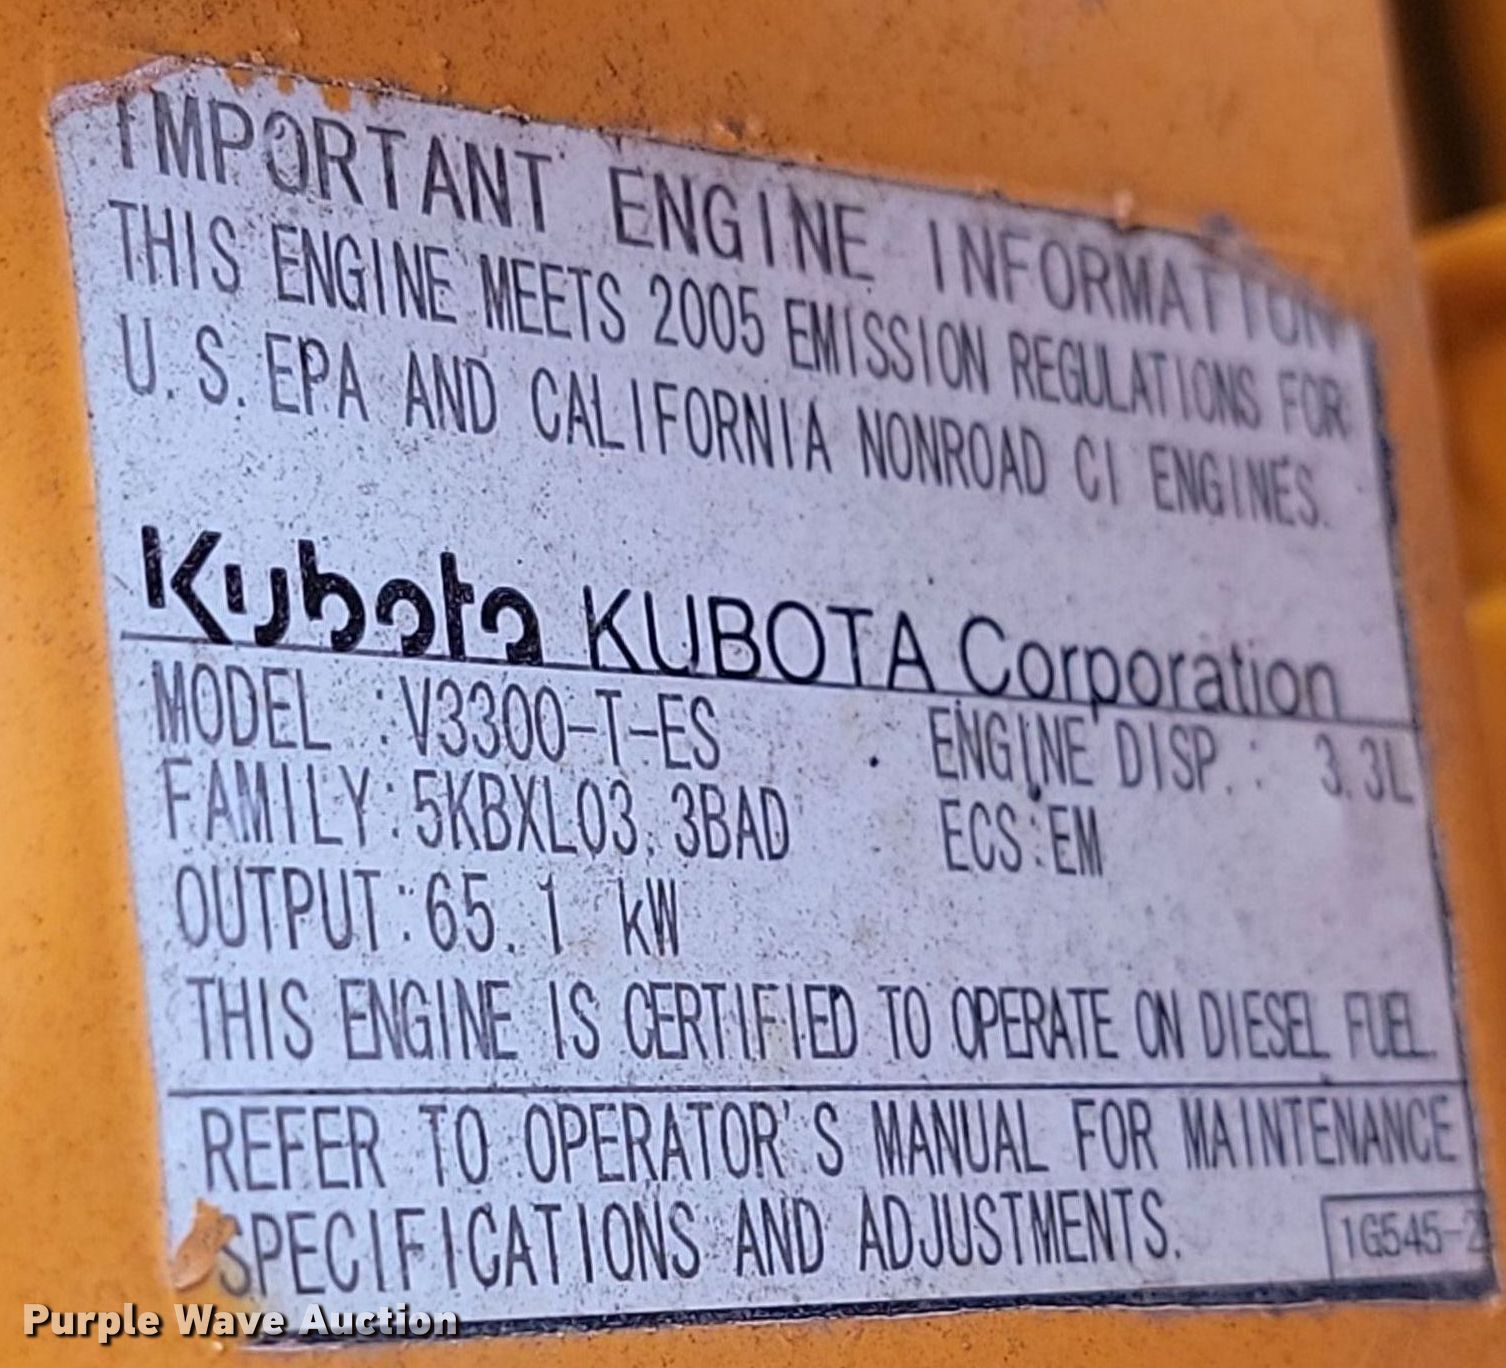 IMPORTANT ENGINE INFORMATION
THIS ENGINE MEETS 2005 EMISSION REGULATIONS FOR
U.S.EPA AND CALIFORNIA NONROAD CI ENGINES.
Kubota KUBOTA Corporation
MODEL :V3300-T-ES ENGINE DISP.: 3.3L
FAMILY:5KBXL03.3BAD ECS:EM
OUTPUT:65.1 kW
THIS ENGINE IS CERTIFIED TO OPERATE ON DIESEL FUEL.
REFER TO OPERATOR'S MANUAL FOR MAINTENANCE
SPECIFICATIONS AND ADJUSTMENTS.
1G545-2
Purple Wave Auction